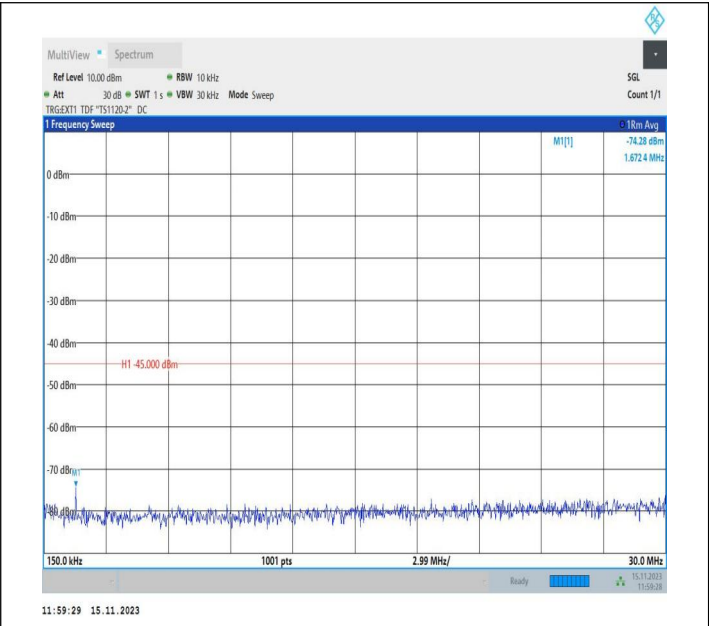 R S
MultiView Spectrum
Ref Level 10.00 dBm RBW 10 kHz SGL
Att 30 dB SWT 1 s VBW 30 kHz Mode Sweep Count 1/1
TRG:EXT1 TDF "TS1120-2" DC
1 Frequency Sweep 1Rm Avg
M1[1] -74.28 dBm
1.672 4 MHz
0 dBm
-10 dBm
-20 dBm
-30 dBm
-40 dBm
H1 -45.000 dBm
-50 dBm
-60 dBm
-70 dBm
M1
-80 dBm
150.0 kHz 1001 pts 2.99 MHz/ 30.0 MHz
Ready 15.11.2023
11:59:28
11:59:29 15.11.2023